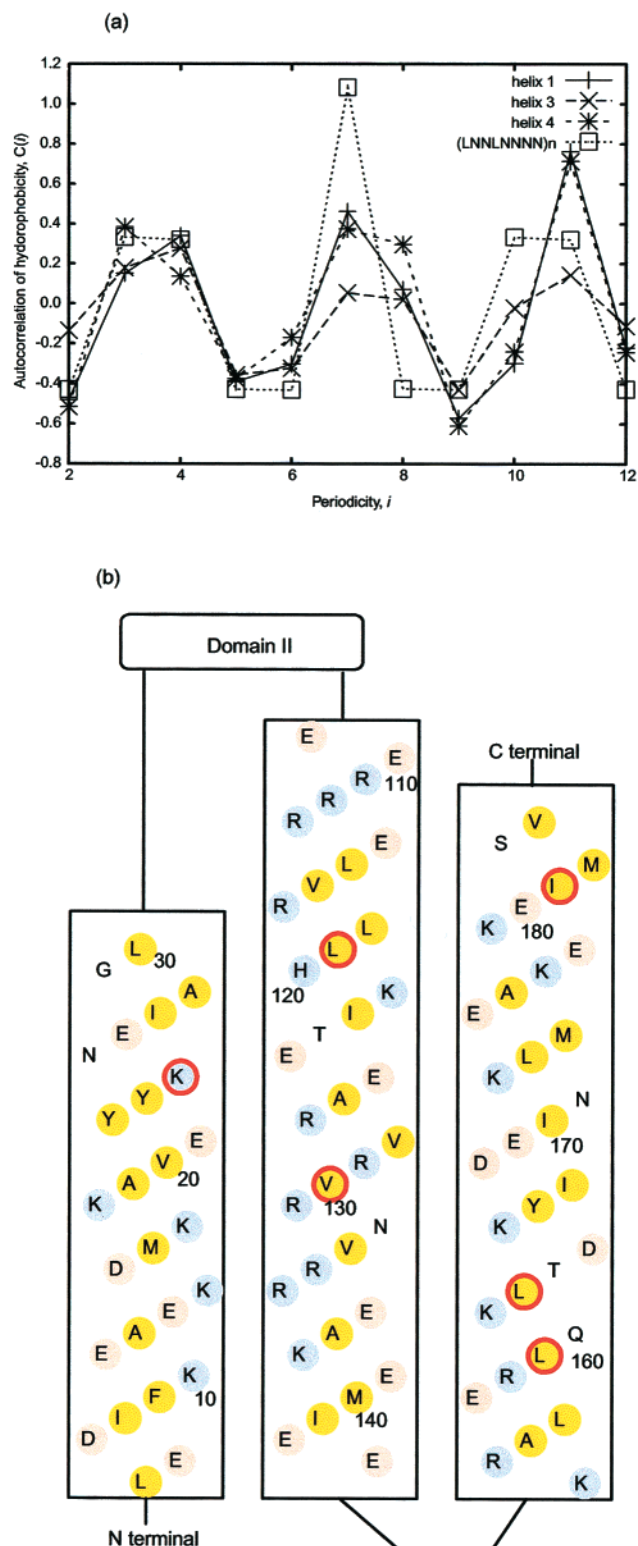 (a)
1.2
1.0
0.8
0.6
0.4
0.2
0.0
-0.2
-0.4
-0.6
-0.8
Autocorrelation of hydorophobicity, C(i)
helix 1
helix 3
helix 4
(LNNLNNNN)n
2 4 6 8 10 12
Periodicity, i
(b)
Domain II
C terminal
E
E
R
R
R
110
E
L
V
R
L
L
H
120
K
I
T
E
E
A
R
V
R
V
130
R
N
V
R
R
E
A
K
E
M
140
I
E
E
L
30
G
A
I
E
N
K
Y
Y
E
V
20
A
K
K
M
D
K
E
A
E
K
10
F
I
D
E
L
N terminal
V
S
M
I
E
180
K
E
K
A
E
M
L
K
N
I
170
E
D
I
Y
K
D
T
L
K
Q
160
L
R
E
L
A
R
K